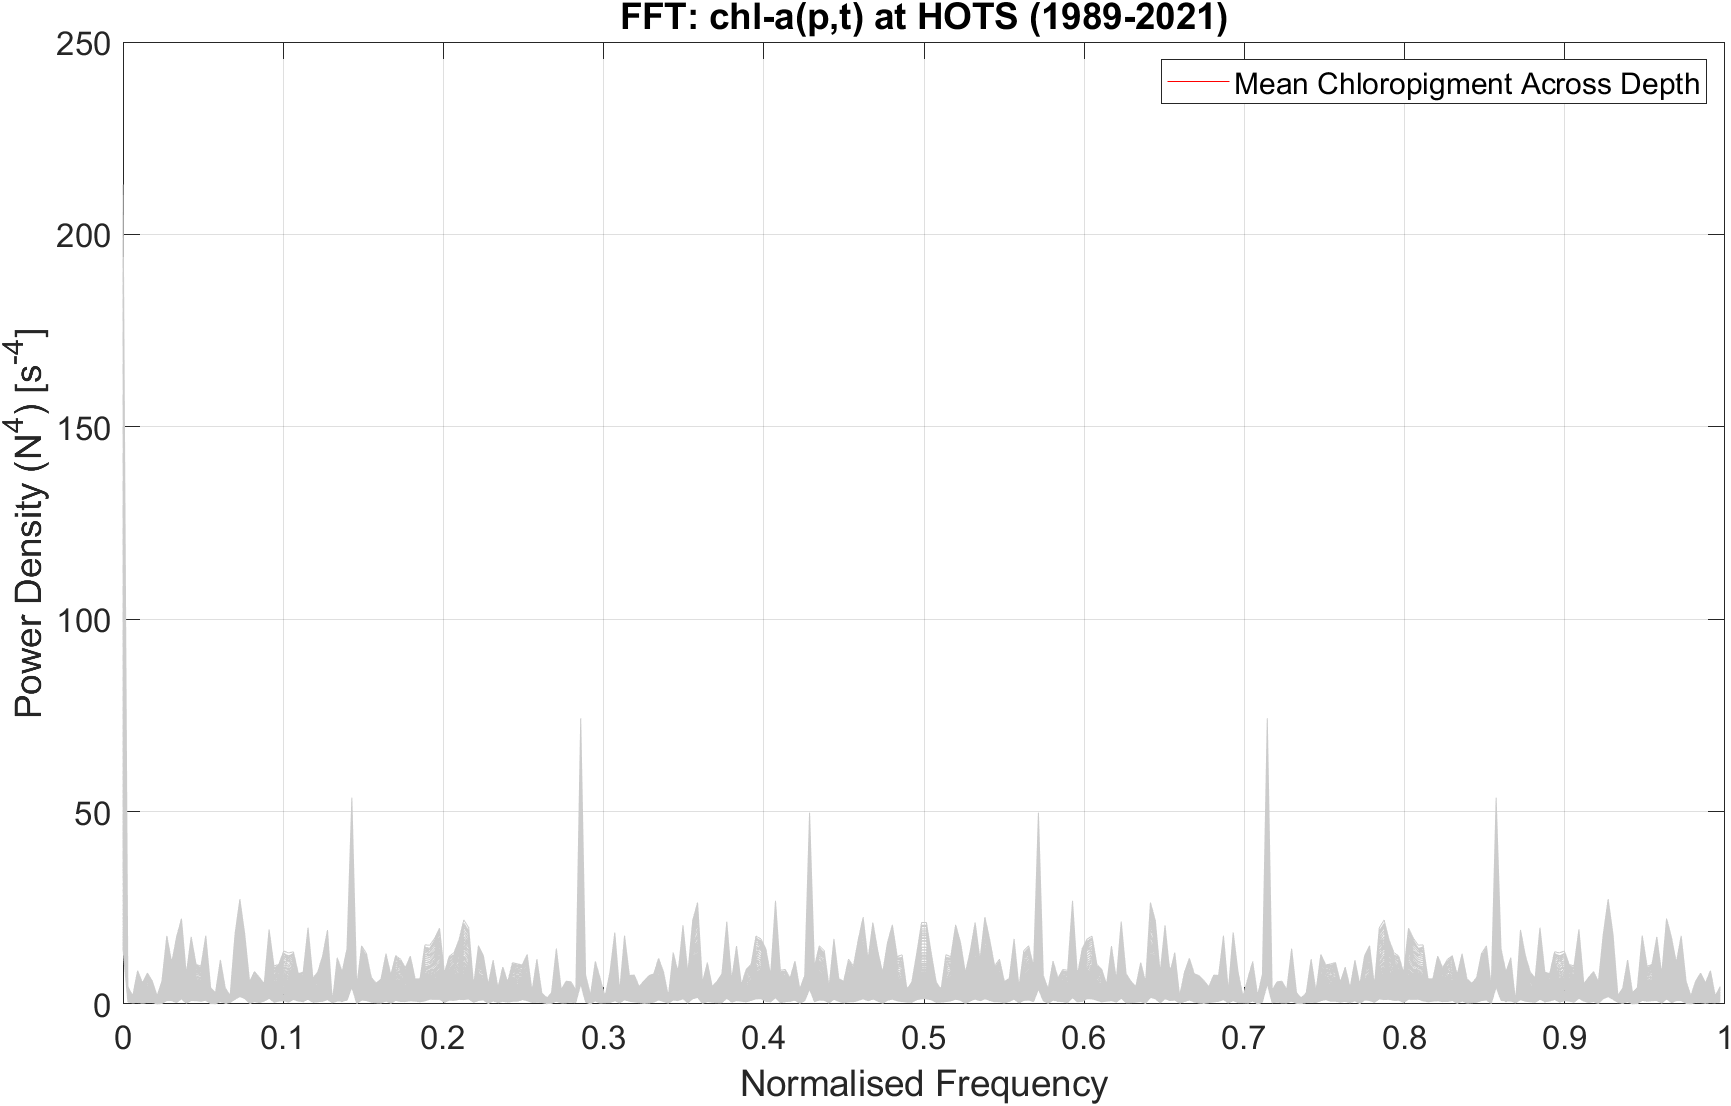 FFT: chl-a(p,t) at HOTS (1989-2021)
Mean Chloropigment Across Depth
Power Density (N^4) [s^-4]
250
200
150
100
50
0
0 0.1 0.2 0.3 0.4 0.5 0.6 0.7 0.8 0.9 1
Normalised Frequency